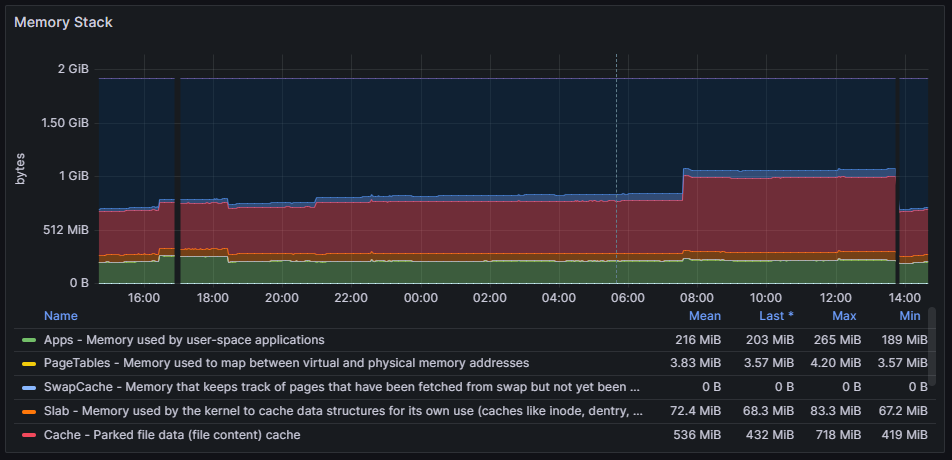 Memory Stack
2 GiB
1.50 GiB
1 GiB
512 MiB
0 B
bytes
16:00 18:00 20:00 22:00 00:00 02:00 04:00 06:00 08:00 10:00 12:00 14:00
Name Mean Last * Max Min
Apps - Memory used by user-space applications 216 MiB 203 MiB 265 MiB 189 MiB
PageTables - Memory used to map between virtual and physical memory addresses 3.83 MiB 3.57 MiB 4.20 MiB 3.57 MiB
SwapCache - Memory that keeps track of pages that have been fetched from swap but not yet been ... 0 B 0 B 0 B 0 B
Slab - Memory used by the kernel to cache data structures for its own use (caches like inode, dentry, ... 72.4 MiB 68.3 MiB 83.3 MiB 67.2 MiB
Cache - Parked file data (file content) cache 536 MiB 432 MiB 718 MiB 419 MiB